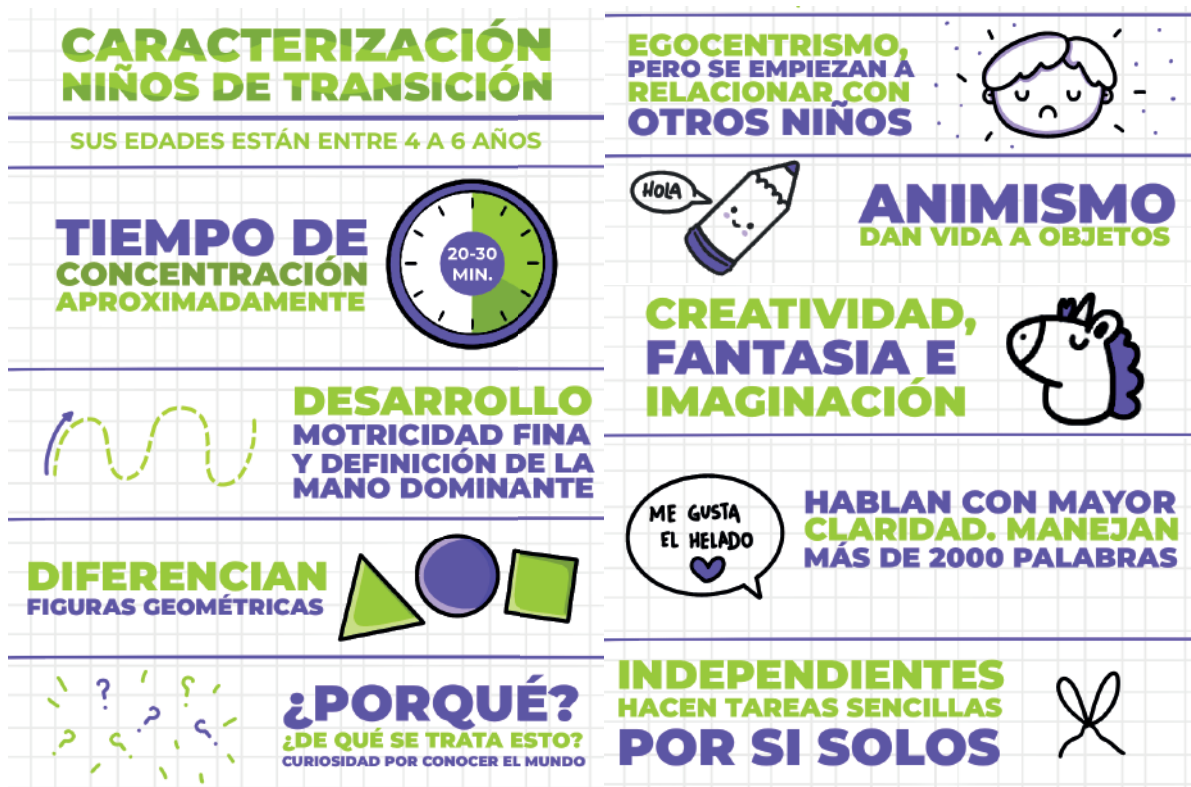 CARACTERIZACIÓN
NIÑOS DE TRANSICIÓN
SUS EDADES ESTÁN ENTRE 4 A 6 AÑOS
TIEMPO DE
CONCENTRACIÓN
APROXIMADAMENTE
20-30
MIN.
DESARROLLO
MOTRICIDAD FINA
Y DEFINICIÓN DE LA
MANO DOMINANTE
DIFERENCIAN
FIGURAS GEOMÉTRICAS
¿PORQUÉ?
¿DE QUÉ SE TRATA ESTO?
CURIOSIDAD POR CONOCER EL MUNDO
EGOCENTRISMO,
PERO SE EMPIEZAN A
RELACIONAR CON
OTROS NIÑOS
HOLA
ANIMISMO
DAN VIDA A OBJETOS
CREATIVIDAD,
FANTASIA E
IMAGINACIÓN
ME GUSTA
EL HELADO
HABLAN CON MAYOR
CLARIDAD. MANEJAN
MÁS DE 2000 PALABRAS
INDEPENDIENTES
HACEN TAREAS SENCILLAS
POR SI SOLOS